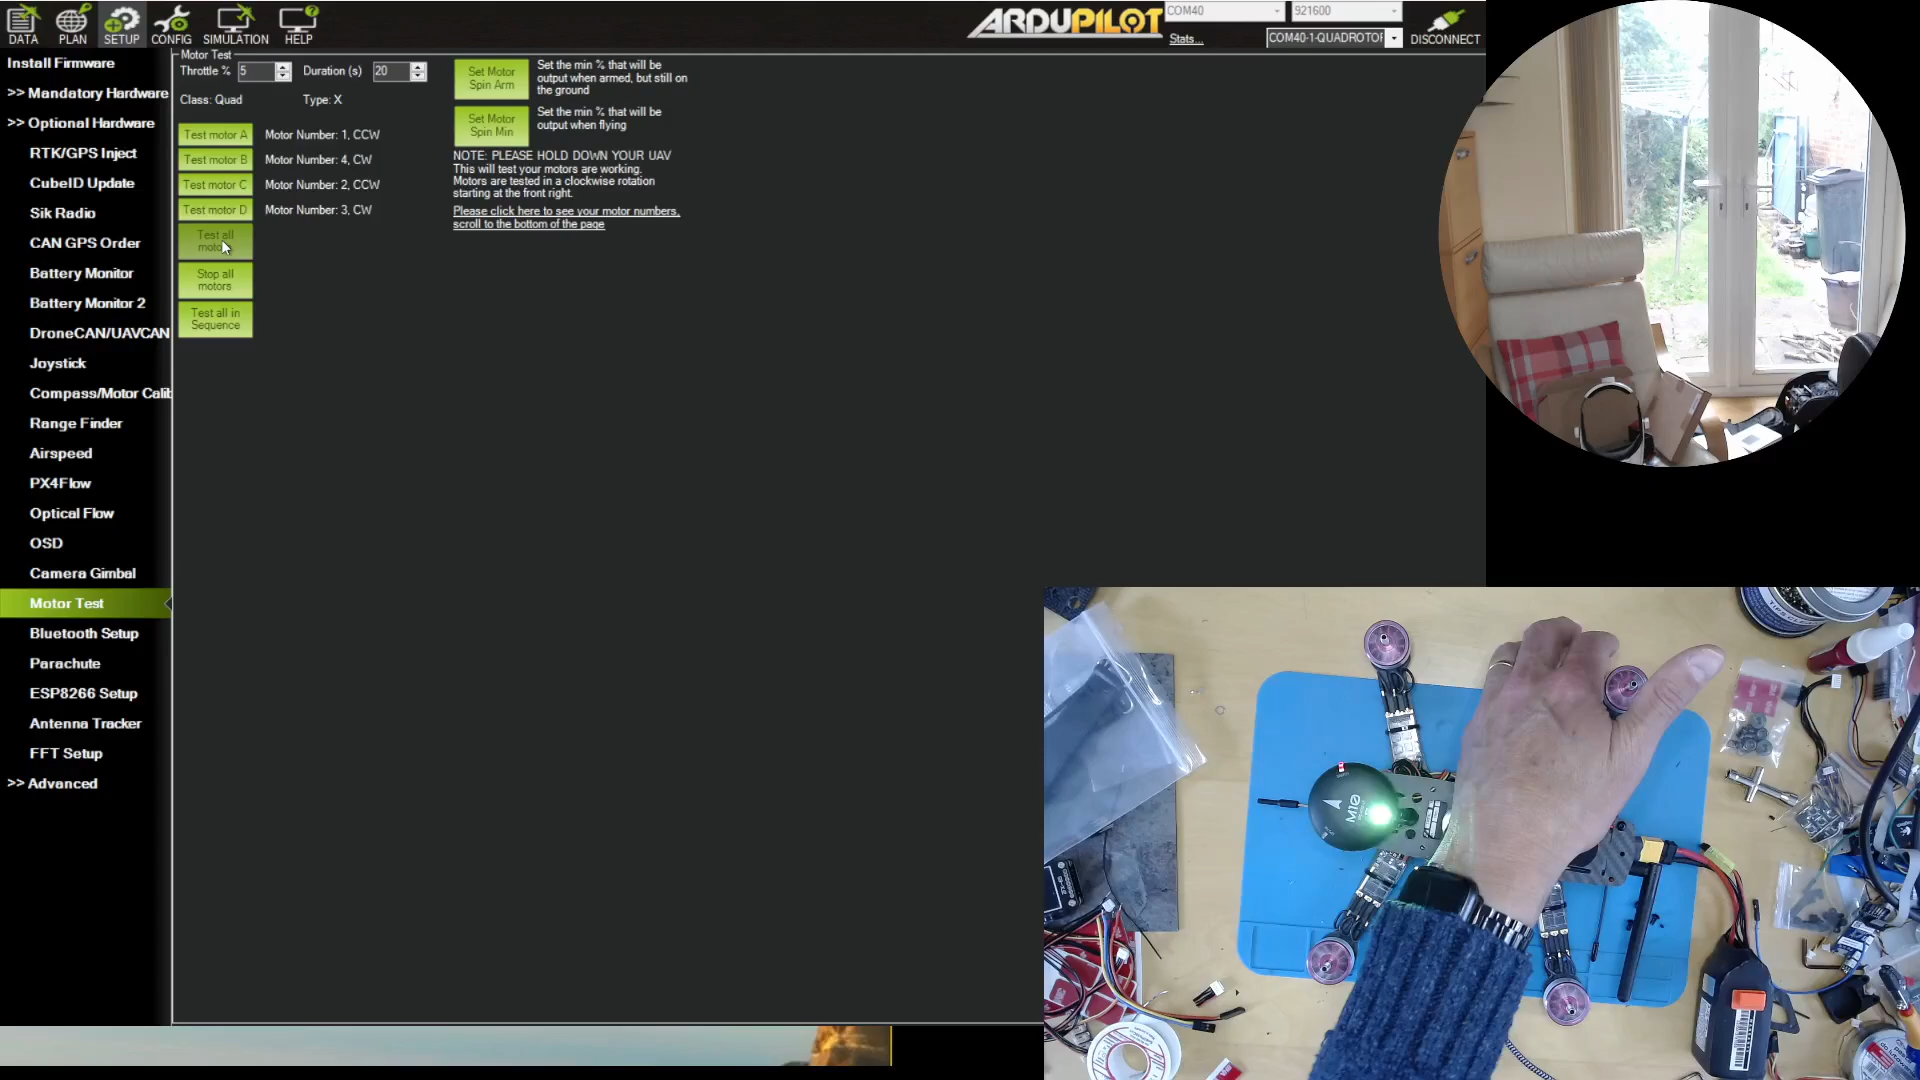 DATA PLAN SETUP CONFIG SIMULATION HELP
ARDUPILOT
COM40 921600
Stats... COM40-1-QUADROTOR DISCONNECT
Install Firmware
>> Mandatory Hardware
>> Optional Hardware
RTK/GPS Inject
CubeID Update
Sik Radio
CAN GPS Order
Battery Monitor
Battery Monitor 2
DroneCAN/UAVCAN
Joystick
Compass/Motor Calib
Range Finder
Airspeed
PX4Flow
Optical Flow
OSD
Camera Gimbal
Motor Test
Bluetooth Setup
Parachute
ESP8266 Setup
Antenna Tracker
FFT Setup
>> Advanced
Motor Test
Throttle % 5 Duration (s) 20
Class: Quad Type: X
Test motor A Motor Number: 1, CCW
Test motor B Motor Number: 4, CW
Test motor C Motor Number: 2, CCW
Test motor D Motor Number: 3, CW
Test all
motors
Stop all
motors
Test all in
Sequence
Set Motor
Spin Arm
Set the min % that will be
output when armed, but still on
the ground
Set Motor
Spin Min
Set the min % that will be
output when flying
NOTE: PLEASE HOLD DOWN YOUR UAV
This will test your motors are working.
Motors are tested in a clockwise rotation
starting at the front right.
Please click here to see your motor numbers,
scroll to the bottom of the page
M10